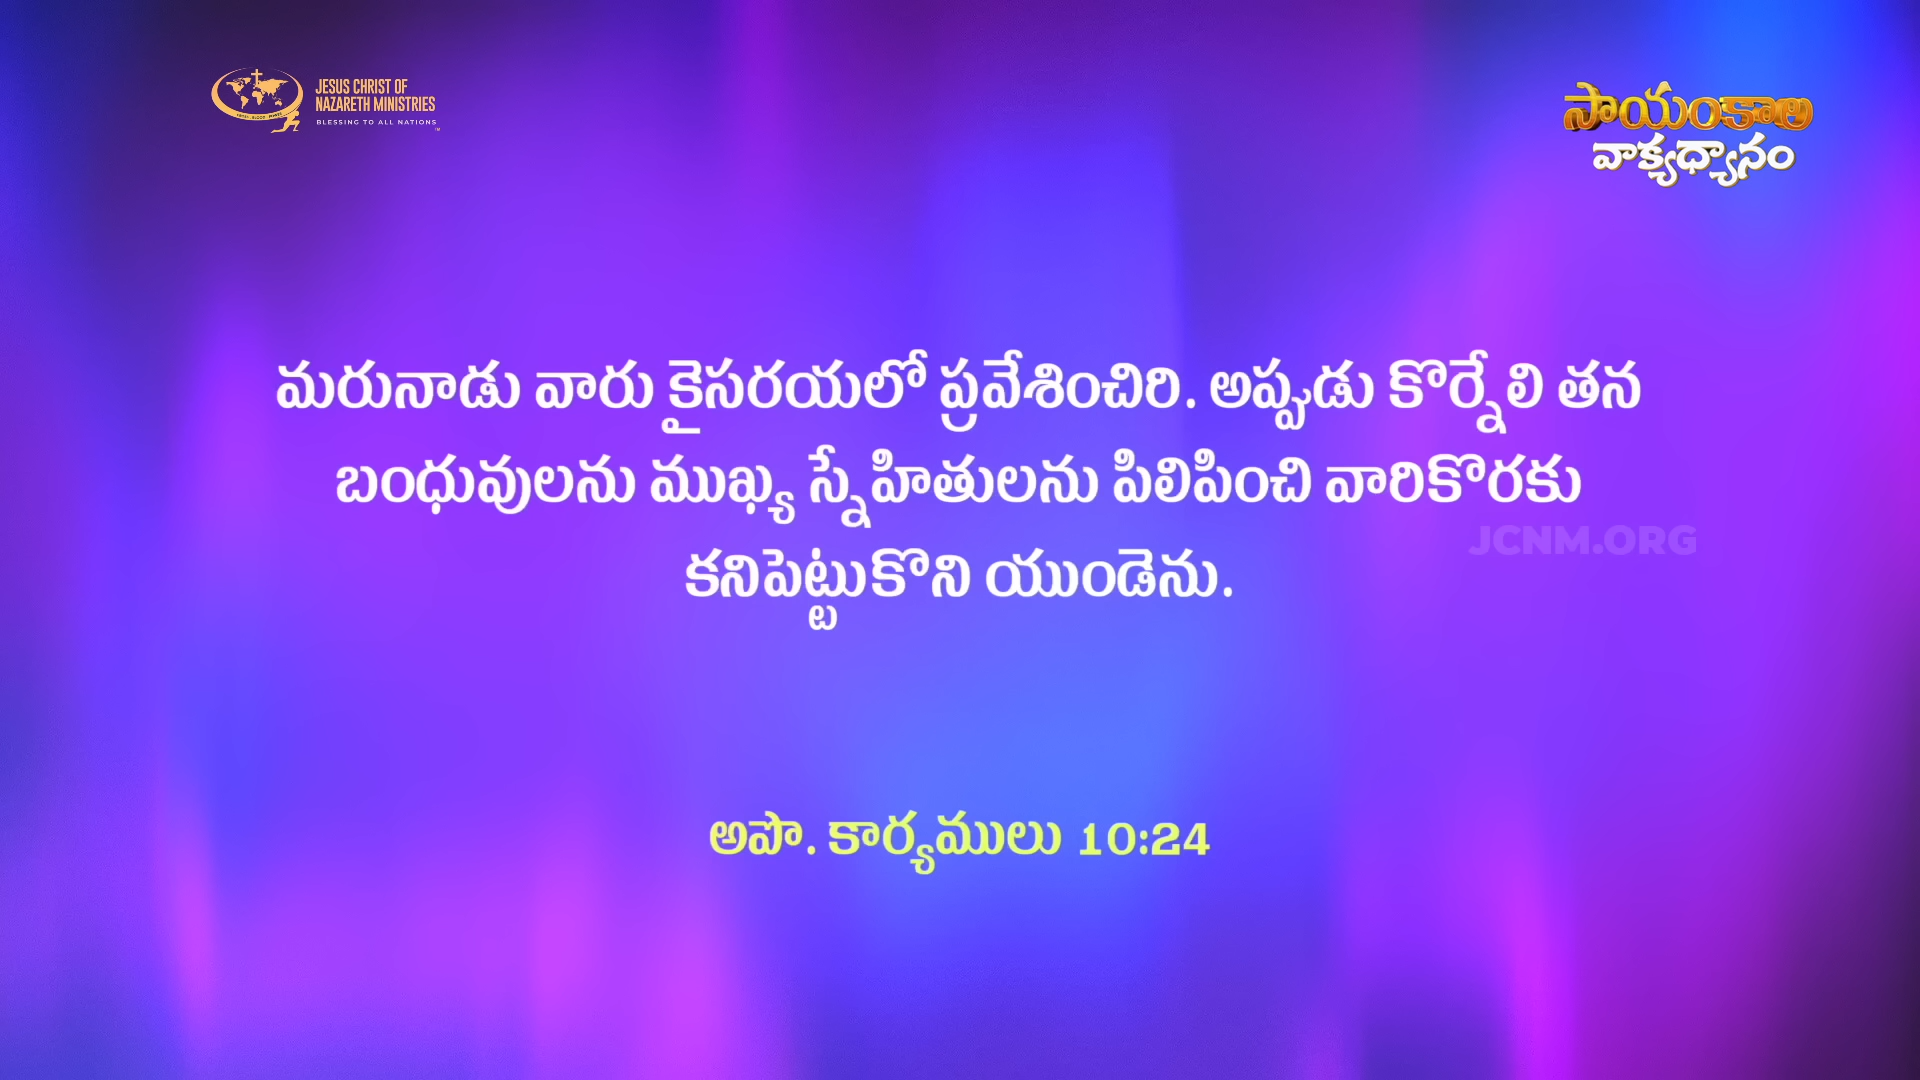 JESUS CHRIST OF
NAZARETH MINISTRIES
BLESSING TO ALL NATIONS
సాయంకాల
వాక్యధ్యానం
మరునాడు వారు కైసరయలో ప్రవేశించిరి. అప్పుడు కొర్నేలి తన
బంధువులను ముఖ్య స్నేహితులను పిలిపించి వారికొరకు
JCNM.ORG
కనిపెట్టుకొని యుండెను.
అపొ. కార్యములు 10:24